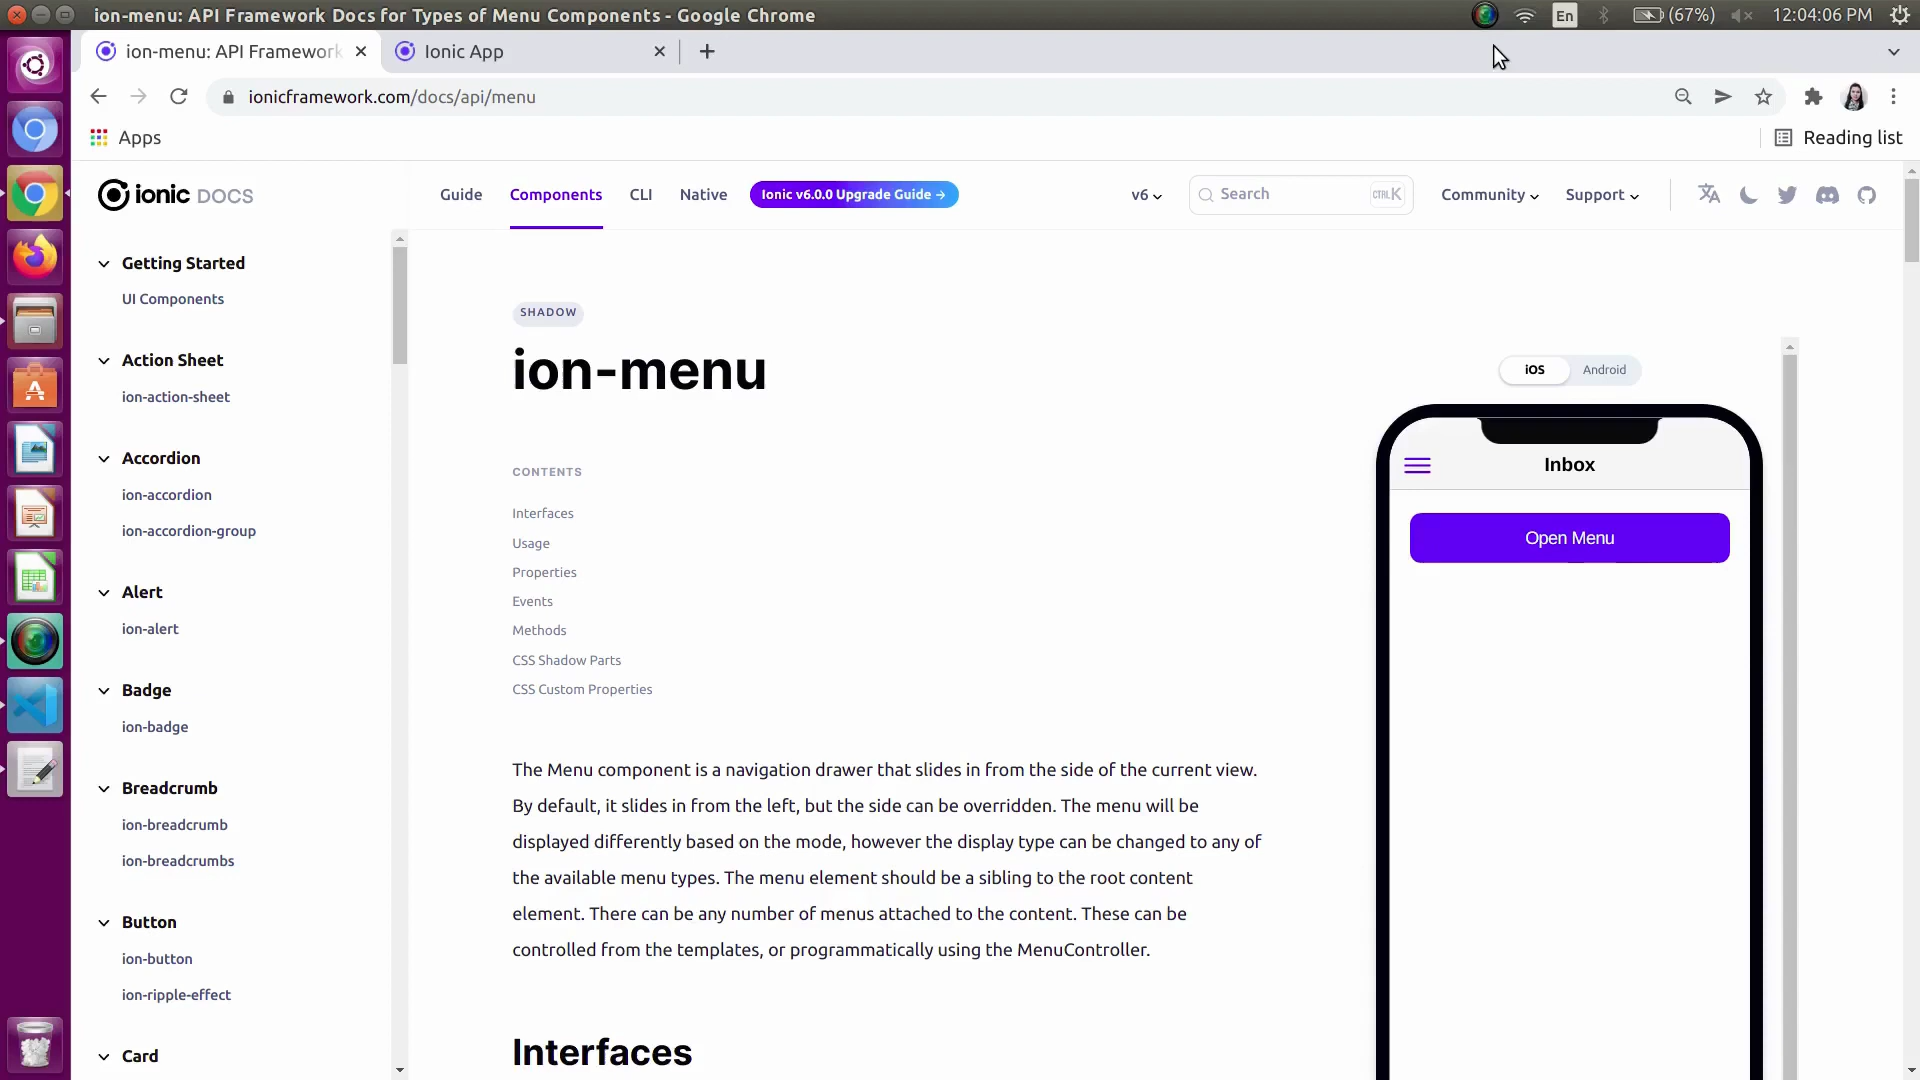 ion-menu: API Framework Docs for Types of Menu Components - Google Chrome
En
(67%)
12:04:06 PM
ion-menu: API Framework
Ionic App
ionicframework.com/docs/api/menu
Apps
Reading list
ionic DOCS
Guide
Components
CLI
Native
Ionic v6.0.0 Upgrade Guide →
v6
Search
CTRL K
Community
Support
Getting Started
UI Components
Action Sheet
ion-action-sheet
Accordion
ion-accordion
ion-accordion-group
Alert
ion-alert
Badge
ion-badge
Breadcrumb
ion-breadcrumb
ion-breadcrumbs
Button
ion-button
ion-ripple-effect
Card
SHADOW
ion-menu
CONTENTS
Interfaces
Usage
Properties
Events
Methods
CSS Shadow Parts
CSS Custom Properties
The Menu component is a navigation drawer that slides in from the side of the current view.
By default, it slides in from the left, but the side can be overridden. The menu will be
displayed differently based on the mode, however the display type can be changed to any of
the available menu types. The menu element should be a sibling to the root content
element. There can be any number of menus attached to the content. These can be
controlled from the templates, or programmatically using the MenuController.
Interfaces
iOS
Android
Inbox
Open Menu